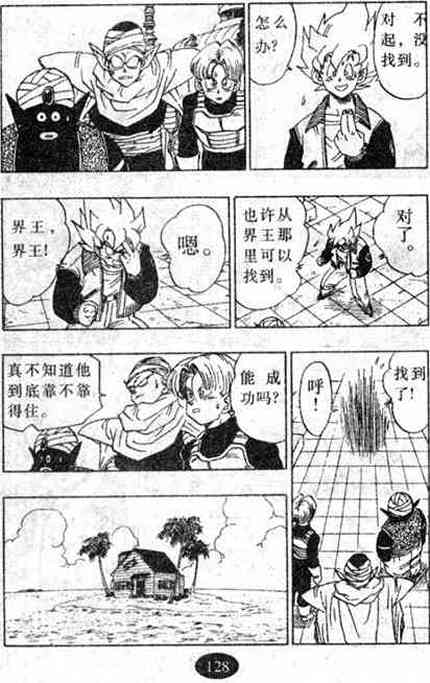 对不
起，没
找到。
怎么
办？
对
了。
也许从
界王那
里可以
找到。
嗯。
界王，
界王！
找到
了！
呼！
能成
功吗？
真不知道他
到底靠不靠
得住。
128